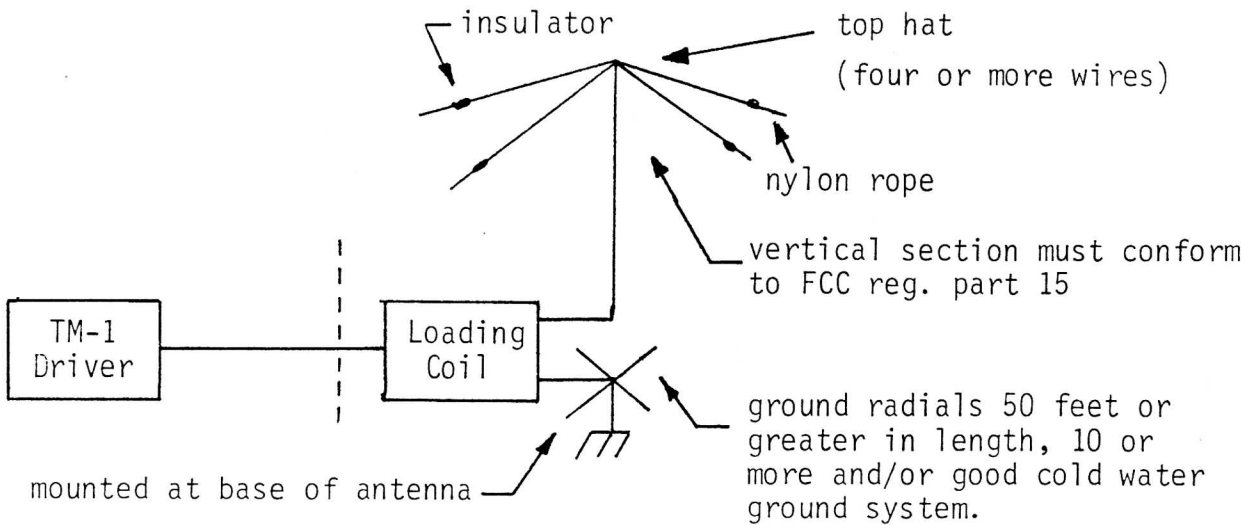 insulator
top hat
(four or more wires)
nylon rope
vertical section must conform
to FCC reg. part 15
TM-1
Driver
Loading
Coil
ground radials 50 feet or
greater in length, 10 or
more and/or good cold water
ground system.
mounted at base of antenna